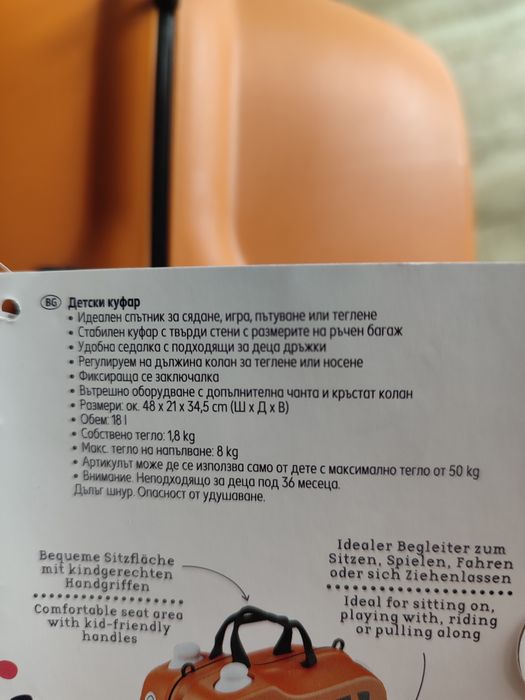 BG Детски куфар
• Идеален спътник за сядане, игра, пътуване или теглене
• Стабилен куфар с твърди стени с размерите на ръчен багаж
• Удобна седалка с подходящи за деца дръжки
• Регулируем на дължина колан за теглене или носене
• Фиксираща се заключалка
• Вътрешно оборудване с допълнителна чанта и кръстат колан
• Размери: ок. 48 x 21 x 34,5 cm (Ш x Д x В)
• Обем: 18 l
• Собствено тегло: 1,8 kg
• Макс. тегло на напълване: 8 kg
• Артикулът може да се използва само от дете с максимално тегло от 50 kg
• Внимание. Неподходящо за деца под 36 месеца.
Дълъг шнур. Опасност от удушаване.
Bequeme Sitzfläche
mit kindgerechten
Handgriffen
Comfortable seat area
with kid-friendly
handles
Idealer Begleiter zum
Sitzen, Spielen, Fahren
oder sich Ziehenlassen
Ideal for sitting on,
playing with, riding
or pulling along